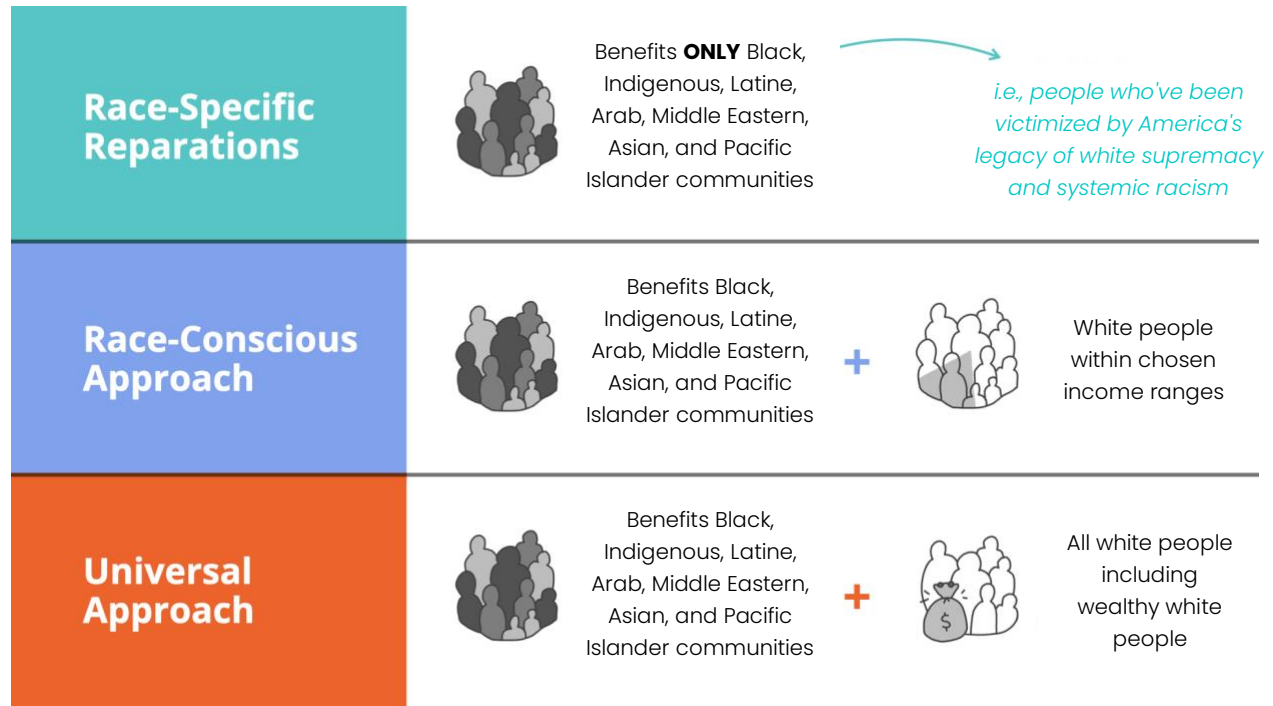 Race-Specific
Reparations
Benefits ONLY Black,
Indigenous, Latine,
Arab, Middle Eastern,
Asian, and Pacific
Islander communities
i.e., people who've been
victimized by America's
legacy of white supremacy
and systemic racism
Race-Conscious
Approach
Benefits Black,
Indigenous, Latine,
Arab, Middle Eastern,
Asian, and Pacific
Islander communities
+
White people
within chosen
income ranges
Universal
Approach
Benefits Black,
Indigenous, Latine,
Arab, Middle Eastern,
Asian, and Pacific
Islander communities
+
$
All white people
including
wealthy white
people